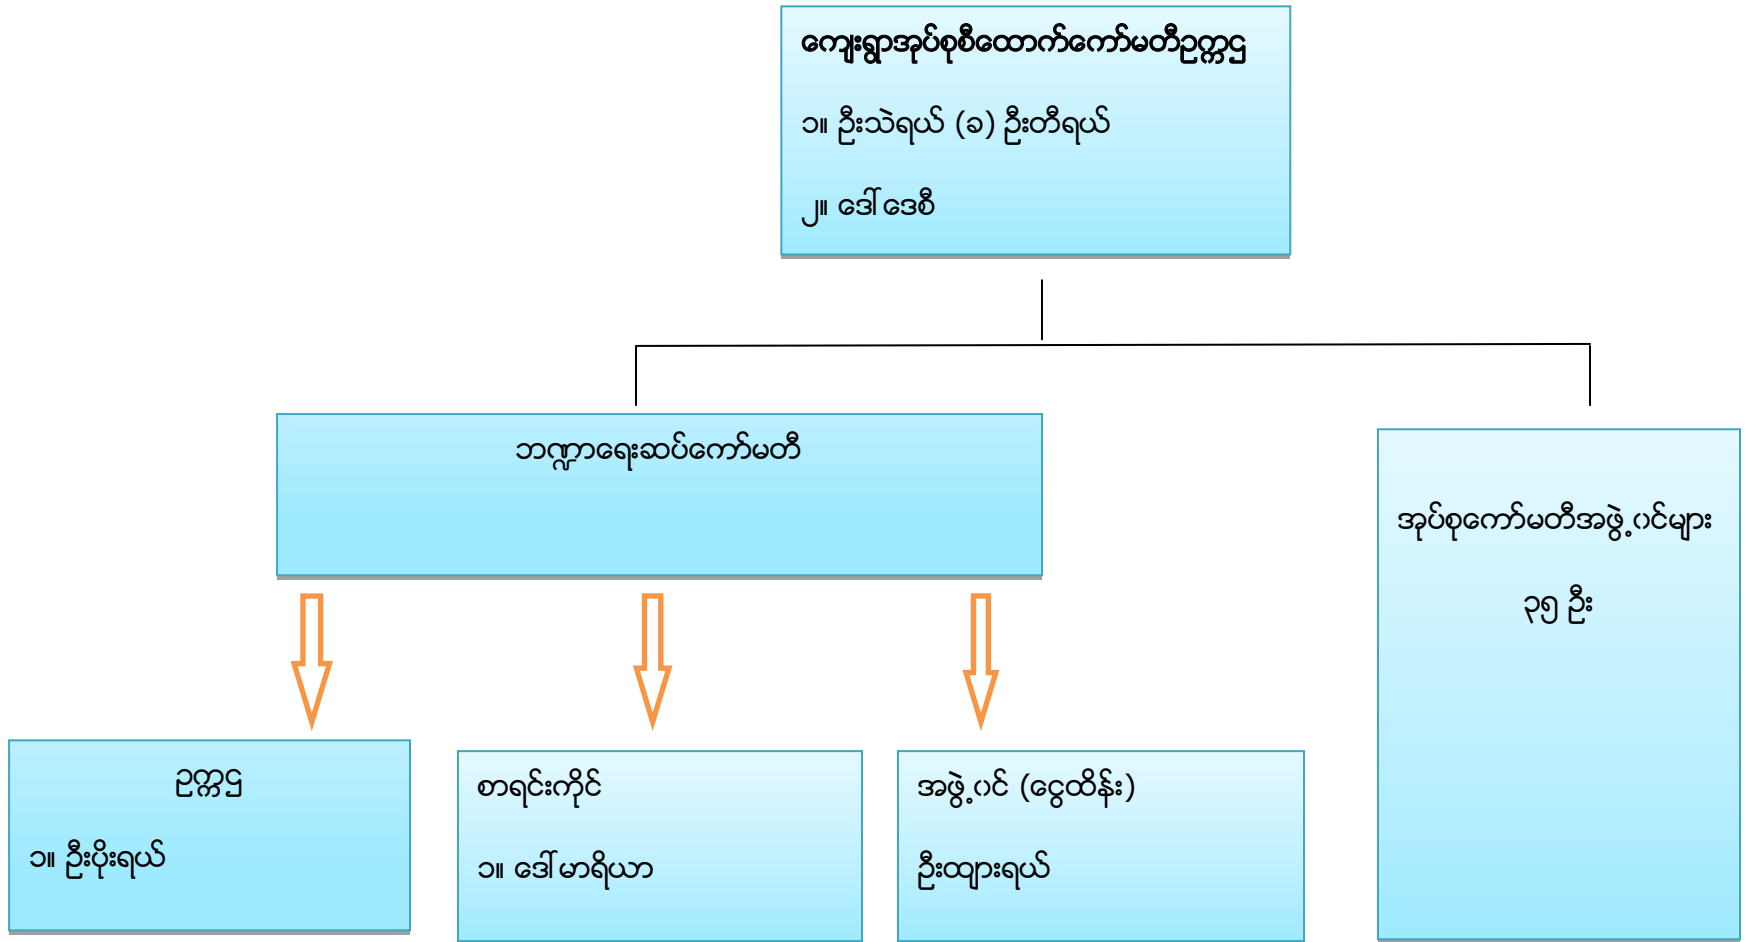 ကျေးရွာအုပ်စုစီထောက်ကော်မတီဥက္ကဌ
၁။ ဦးသဲရယ် (ခ) ဦးတီရယ်
၂။ ဒေါ်ဒေစီ
ဘဏ္ဍာရေးဆပ်ကော်မတီ
အုပ်စုကော်မတီအဖွဲ့ဝင်များ
၃၅ ဦး
ဥက္ကဌ
၁။ ဦးပိုးရယ်
စာရင်းကိုင်
၁။ ဒေါ်မာရိယာ
အဖွဲ့ဝင် (ငွေထိန်း)
ဦးထျားရယ်